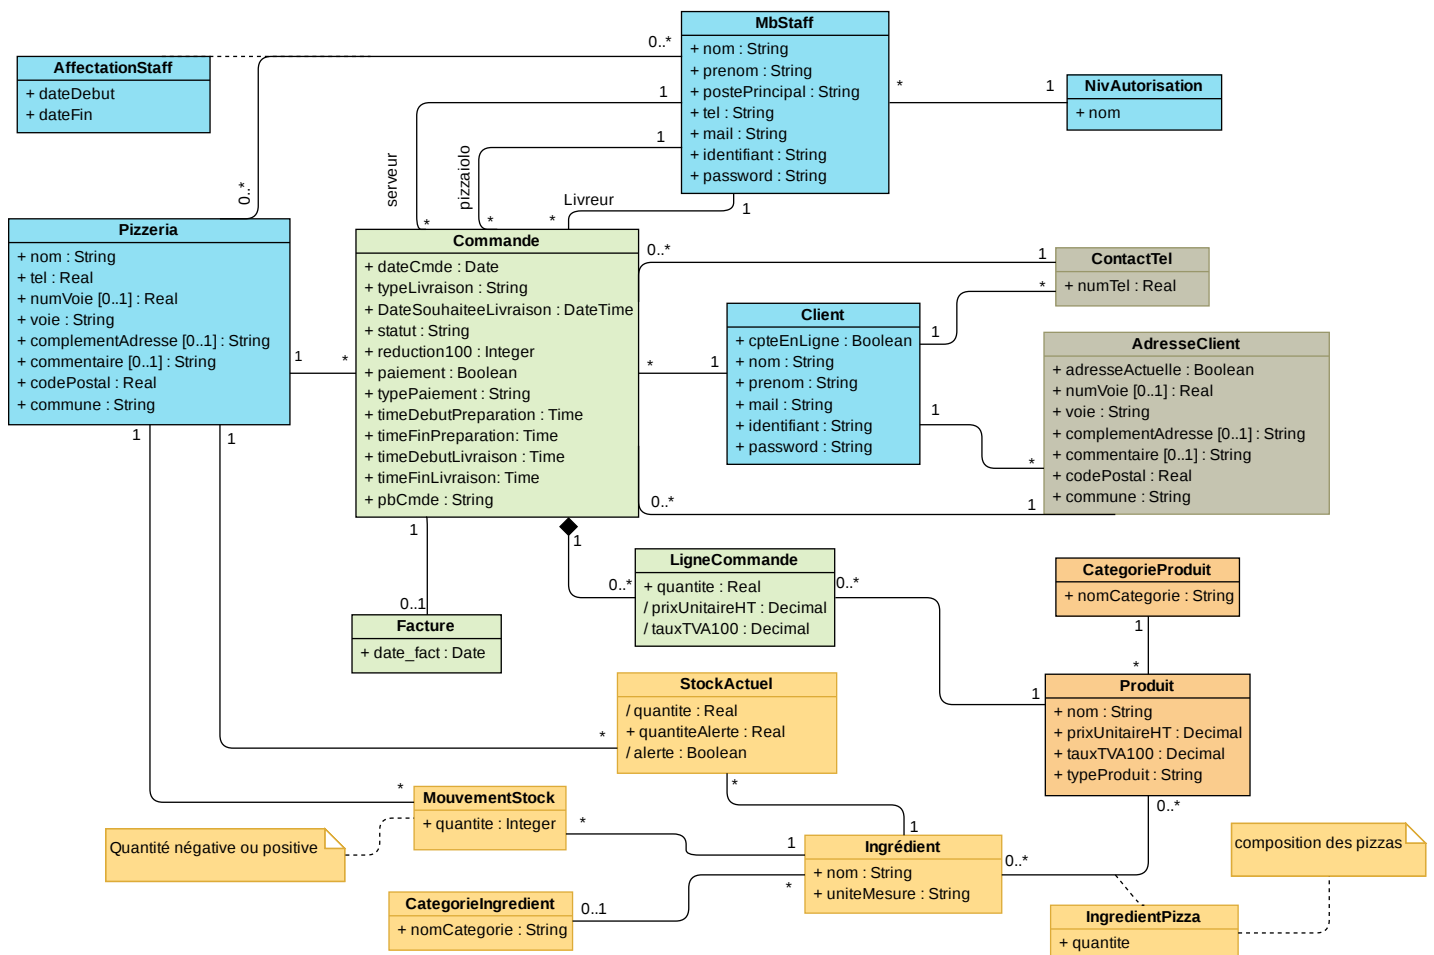 MbStaff
+ nom : String
+ prenom : String
+ postePrincipal : String
+ tel : String
+ mail : String
+ identifiant : String
+ password : String
0..*
1
1
1
*
1
AffectationStaff
+ dateDebut
+ dateFin
NivAutorisation
+ nom
serveur
pizzaiolo
Livreur
0..*
*
*
*
Pizzeria
+ nom : String
+ tel : Real
+ numVoie [0..1] : Real
+ voie : String
+ complementAdresse [0..1] : String
+ commentaire [0..1] : String
+ codePostal : Real
+ commune : String
1
*
1
1
Commande
+ dateCmde : Date
+ typeLivraison : String
+ DateSouhaiteeLivraison : DateTime
+ statut : String
+ reduction100 : Integer
+ paiement : Boolean
+ typePaiement : String
+ timeDebutPreparation : Time
+ timeFinPreparation: Time
+ timeDebutLivraison : Time
+ timeFinLivraison: Time
+ pbCmde : String
0..*
1
ContactTel
+ numTel : Real
*
1
Client
+ cpteEnLigne : Boolean
+ nom : String
+ prenom : String
+ mail : String
+ identifiant : String
+ password : String
*
1
1
*
AdresseClient
+ adresseActuelle : Boolean
+ numVoie [0..1] : Real
+ voie : String
+ complementAdresse [0..1] : String
+ commentaire [0..1] : String
+ codePostal : Real
+ commune : String
0..*
1
1
0..1
Facture
+ date_fact : Date
1
0..*
LigneCommande
+ quantite : Real
/ prixUnitaireHT : Decimal
/ tauxTVA100 : Decimal
0..*
1
CategorieProduit
+ nomCategorie : String
1
*
Produit
+ nom : String
+ prixUnitaireHT : Decimal
+ tauxTVA100 : Decimal
+ typeProduit : String
0..*
StockActuel
/ quantite : Real
+ quantiteAlerte : Real
/ alerte : Boolean
*
*
1
*
MouvementStock
+ quantite : Integer
*
1
Quantité négative ou positive
Ingrédient
+ nom : String
+ uniteMesure : String
0..*
*
0..1
CategorieIngredient
+ nomCategorie : String
composition des pizzas
IngredientPizza
+ quantite